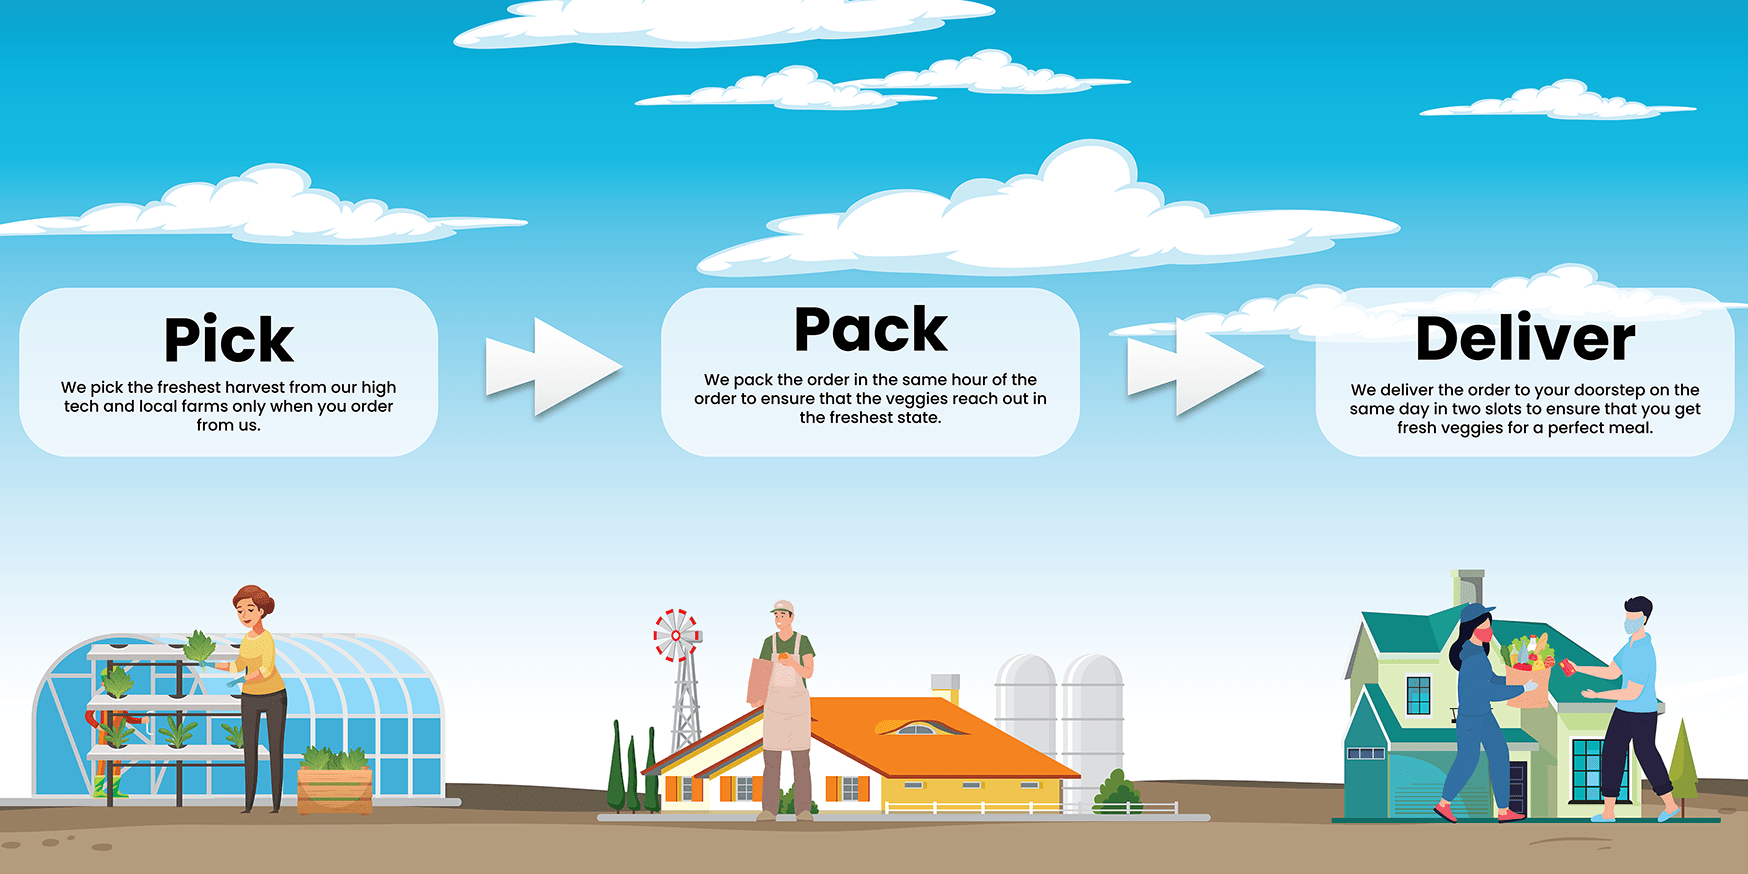 Pick
We pick the freshest harvest from our high
tech and local farms only when you order
from us.
Pack
We pack the order in the same hour of the
order to ensure that the veggies reach out in
the freshest state.
Deliver
We deliver the order to your doorstep on the
same day in two slots to ensure that you get
fresh veggies for a perfect meal.